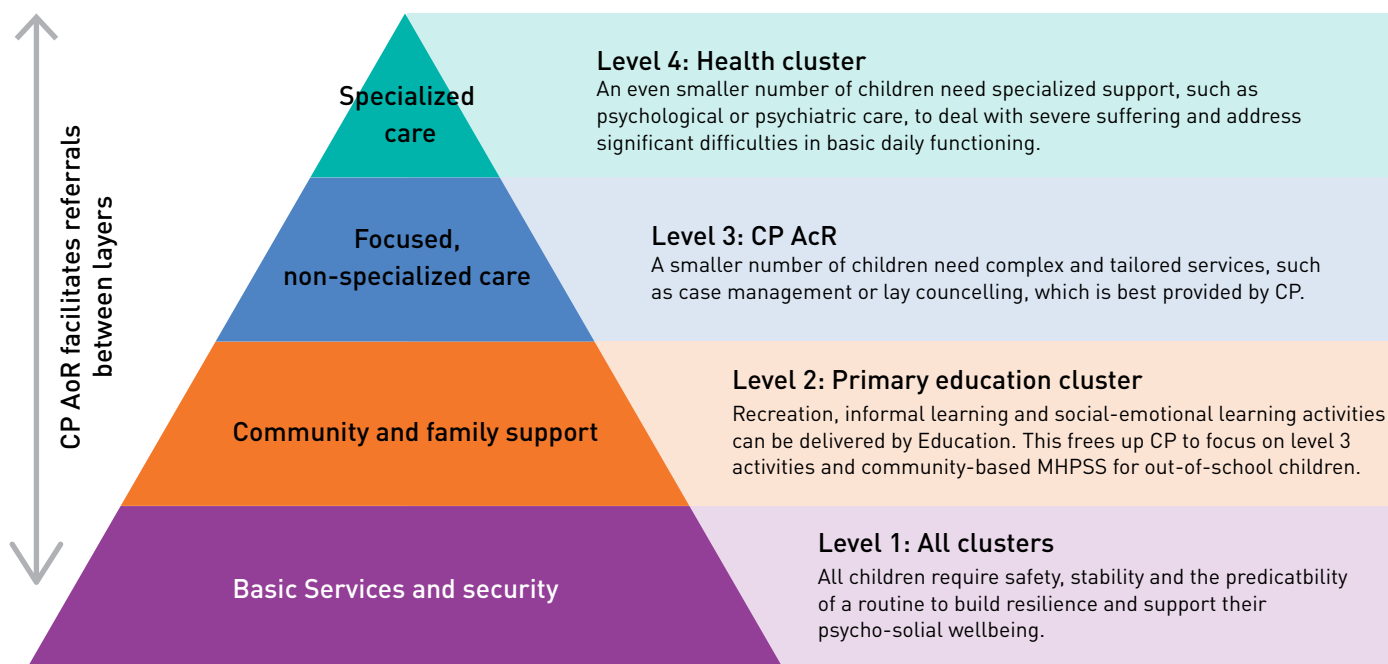 CP AoR facilitates referrals
between layers
Specialized
care
Level 4: Health cluster
An even smaller number of children need specialized support, such as
psychological or psychiatric care, to deal with severe suffering and address
significant difficulties in basic daily functioning.
Focused,
non-specialized care
Level 3: CP AcR
A smaller number of children need complex and tailored services, such
as case management or lay councelling, which is best provided by CP.
Community and family support
Level 2: Primary education cluster
Recreation, informal learning and social-emotional learning activities
can be delivered by Education. This frees up CP to focus on level 3
activities and community-based MHPSS for out-of-school children.
Basic Services and security
Level 1: All clusters
All children require safety, stability and the predicatbility
of a routine to build resilience and support their
psycho-solial wellbeing.